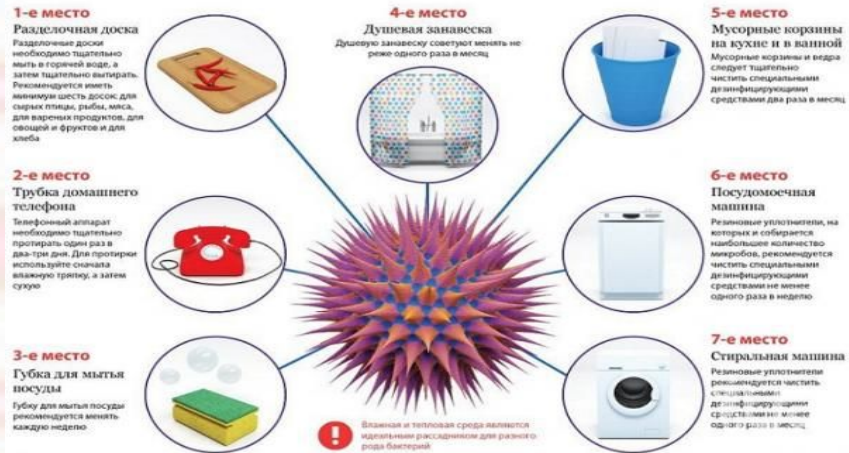 1-е место
Разделочная доска
Разделочные доски
необходимо тщательно
мыть в горячей воде, а
затем тщательно вытирать.
Рекомендуется иметь
минимум шесть досок: для
сырых птицы, рыбы, мяса,
для вареных продуктов, для
овощей и фруктов и для
хлеба
2-е место
Трубка домашнего
телефона
Телефонный аппарат
необходимо тщательно
протирать один раз в
два-три дня. Для протирки
используйте сначала
влажную тряпку, а затем
сухую
3-е место
Губка для мытья
посуды
Губку для мытья посуды
рекомендуется менять
каждую неделю
4-е место
Душевая занавеска
Душевую занавеску советуют менять не
реже одного раза в месяц
5-е место
Мусорные корзины
на кухне и в ванной
Мусорные корзины и ведра
следует тщательно
чистить специальными
дезинфицирующими
средствами два раза в месяц
6-е место
Посудомоечная
машина
Резиновые уплотнители, на
которых и собирается
наибольшее количество
микробов, рекомендуется
чистить специальными
дезинфицирующими
средствами не менее
одного раза в неделю
7-е место
Стиральная машина
Резиновые уплотнители
рекомендуется чистить
специальными
дезинфицирующими
средствами не менее
одного раза в месяц
Влажная и тепловая среда являются
идеальным рассадником для разного
рода бактерий